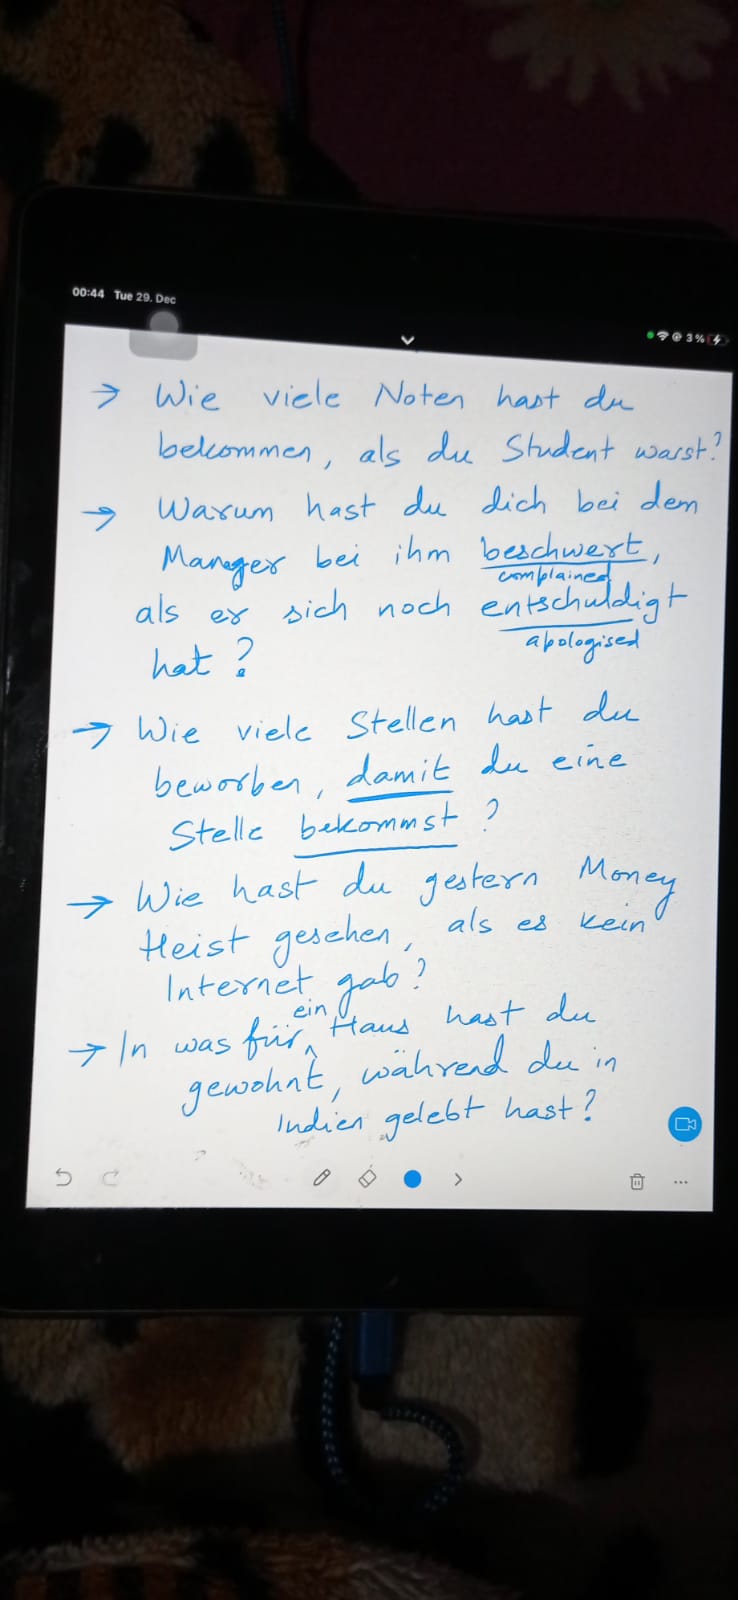 00:44 Tue 29. Dec
3%
→ Wie viele Noten hast du
bekommen, als du Student warst?
→ Warum hast du dich bei dem
Manager bei ihm beschwert,
complained
als er sich noch entschuldigt
apologised
hat?
→ Wie viele Stellen hast du
beworben, damit du eine
Stelle bekommst?
→ Wie hast du gestern Money
Heist gesehen, als es kein
Internet gab?
ein
→ In was für Haus hast du
gewohnt, während du in
Indien gelebt hast?